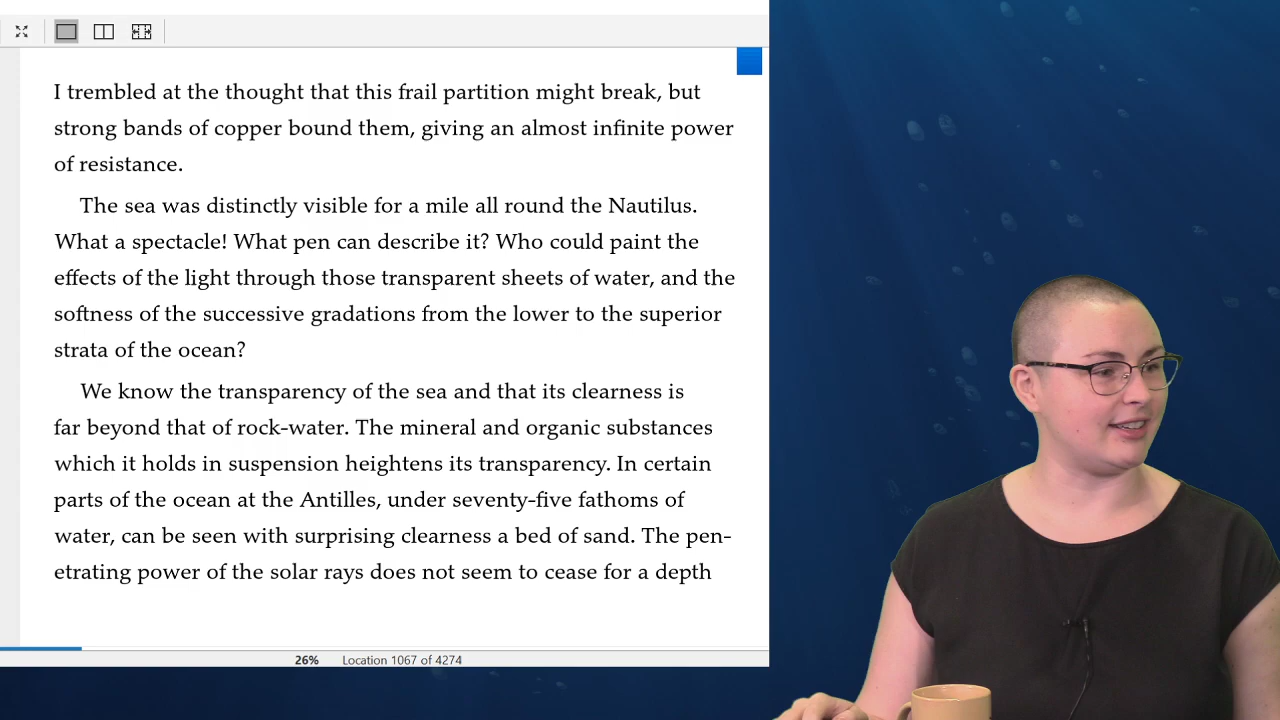 I trembled at the thought that this frail partition might break, but
strong bands of copper bound them, giving an almost infinite power
of resistance.
The sea was distinctly visible for a mile all round the Nautilus.
What a spectacle! What pen can describe it? Who could paint the
effects of the light through those transparent sheets of water, and the
softness of the successive gradations from the lower to the superior
strata of the ocean?
We know the transparency of the sea and that its clearness is
far beyond that of rock-water. The mineral and organic substances
which it holds in suspension heightens its transparency. In certain
parts of the ocean at the Antilles, under seventy-five fathoms of
water, can be seen with surprising clearness a bed of sand. The pen-
etrating power of the solar rays does not seem to cease for a depth
26% Location 1067 of 4274